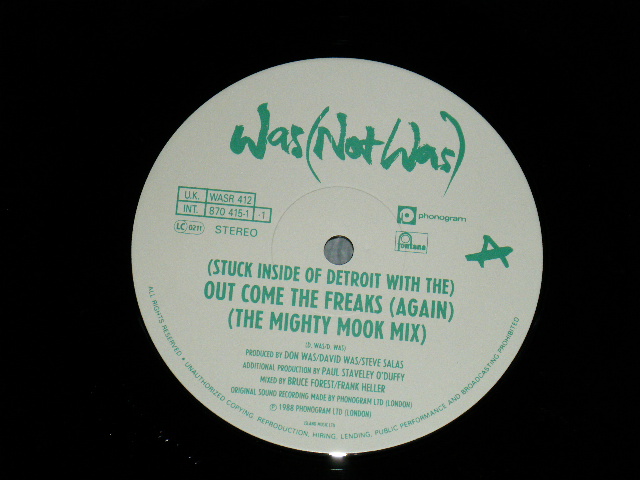 Was (Not Was)
U.K. WASR 412
INT. 870 415-1 -1
LC 0211 STEREO
phonogram
fontana
A
(STUCK INSIDE OF DETROIT WITH THE)
OUT COME THE FREAKS (AGAIN)
(THE MIGHTY MOOK MIX)
(D. WAS/D. WAS)
PRODUCED BY DON WAS/DAVID WAS/STEVE SALAS
ADDITIONAL PRODUCTION BY PAUL STAVELEY O'DUFFY
MIXED BY BRUCE FOREST/FRANK HELLER
ORIGINAL SOUND RECORDING MADE BY PHONOGRAM LTD (LONDON)
℗ 1988 PHONOGRAM LTD (LONDON)
ISLAND MUSIC LTD
ALL RIGHTS RESERVED • UNAUTHORIZED COPYING, REPRODUCTION, HIRING, LENDING, PUBLIC PERFORMANCE AND BROADCASTING PROHIBITED